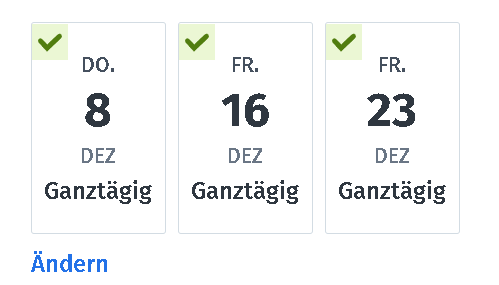 DO.
8
DEZ
Ganztägig
FR.
16
DEZ
Ganztägig
FR.
23
DEZ
Ganztägig
Ändern